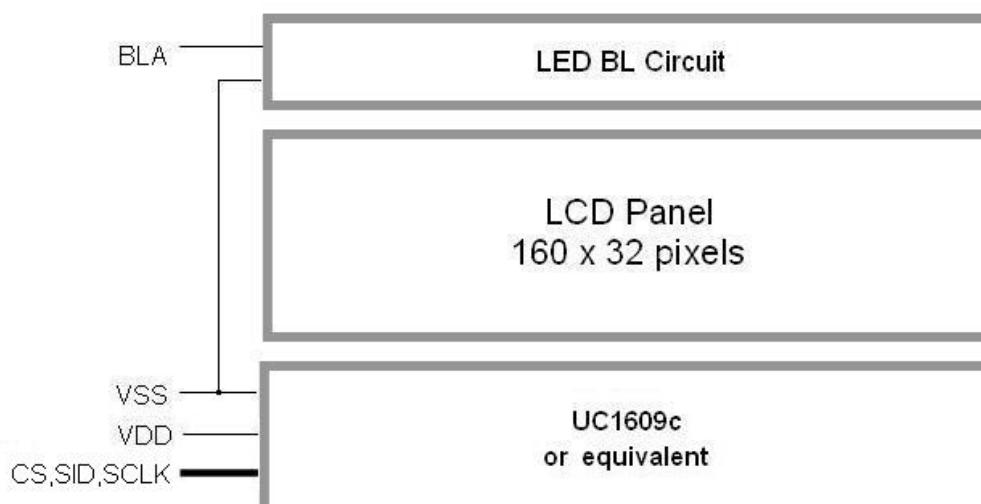 BLA
LED BL Circuit
LCD Panel
160 x 32 pixels
VSS
VDD
CS,SID,SCLK
UC1609c
or equivalent